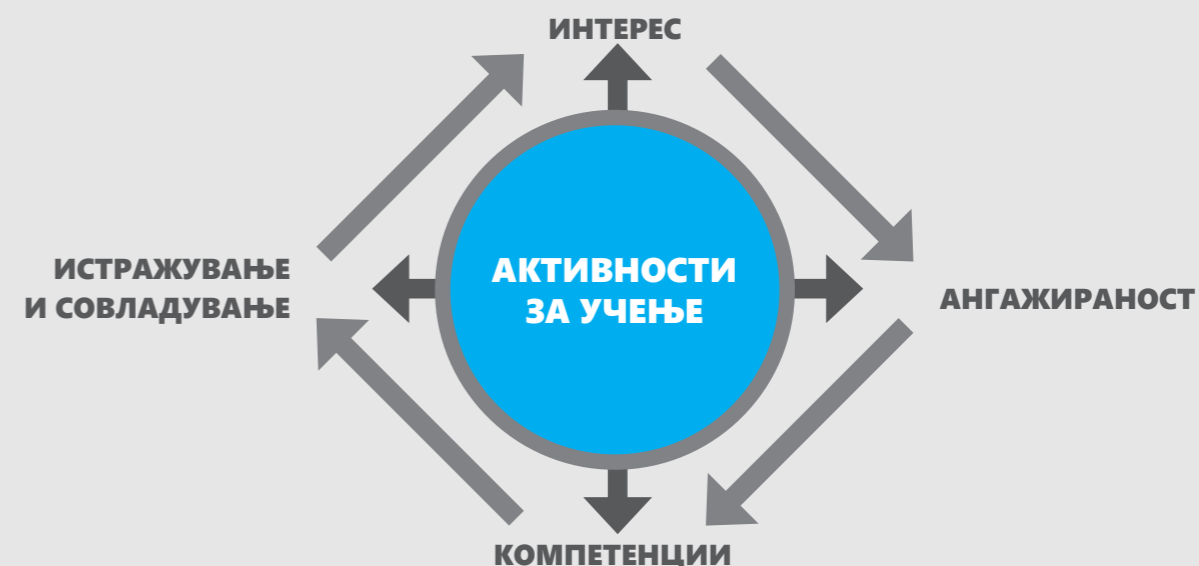 ИНТЕРЕС
ИСТРАЖУВАЊЕ
И СОВЛАДУВАЊЕ
АКТИВНОСТИ
ЗА УЧЕЊЕ
АНГАЖИРАНОСТ
КОМПЕТЕНЦИИ